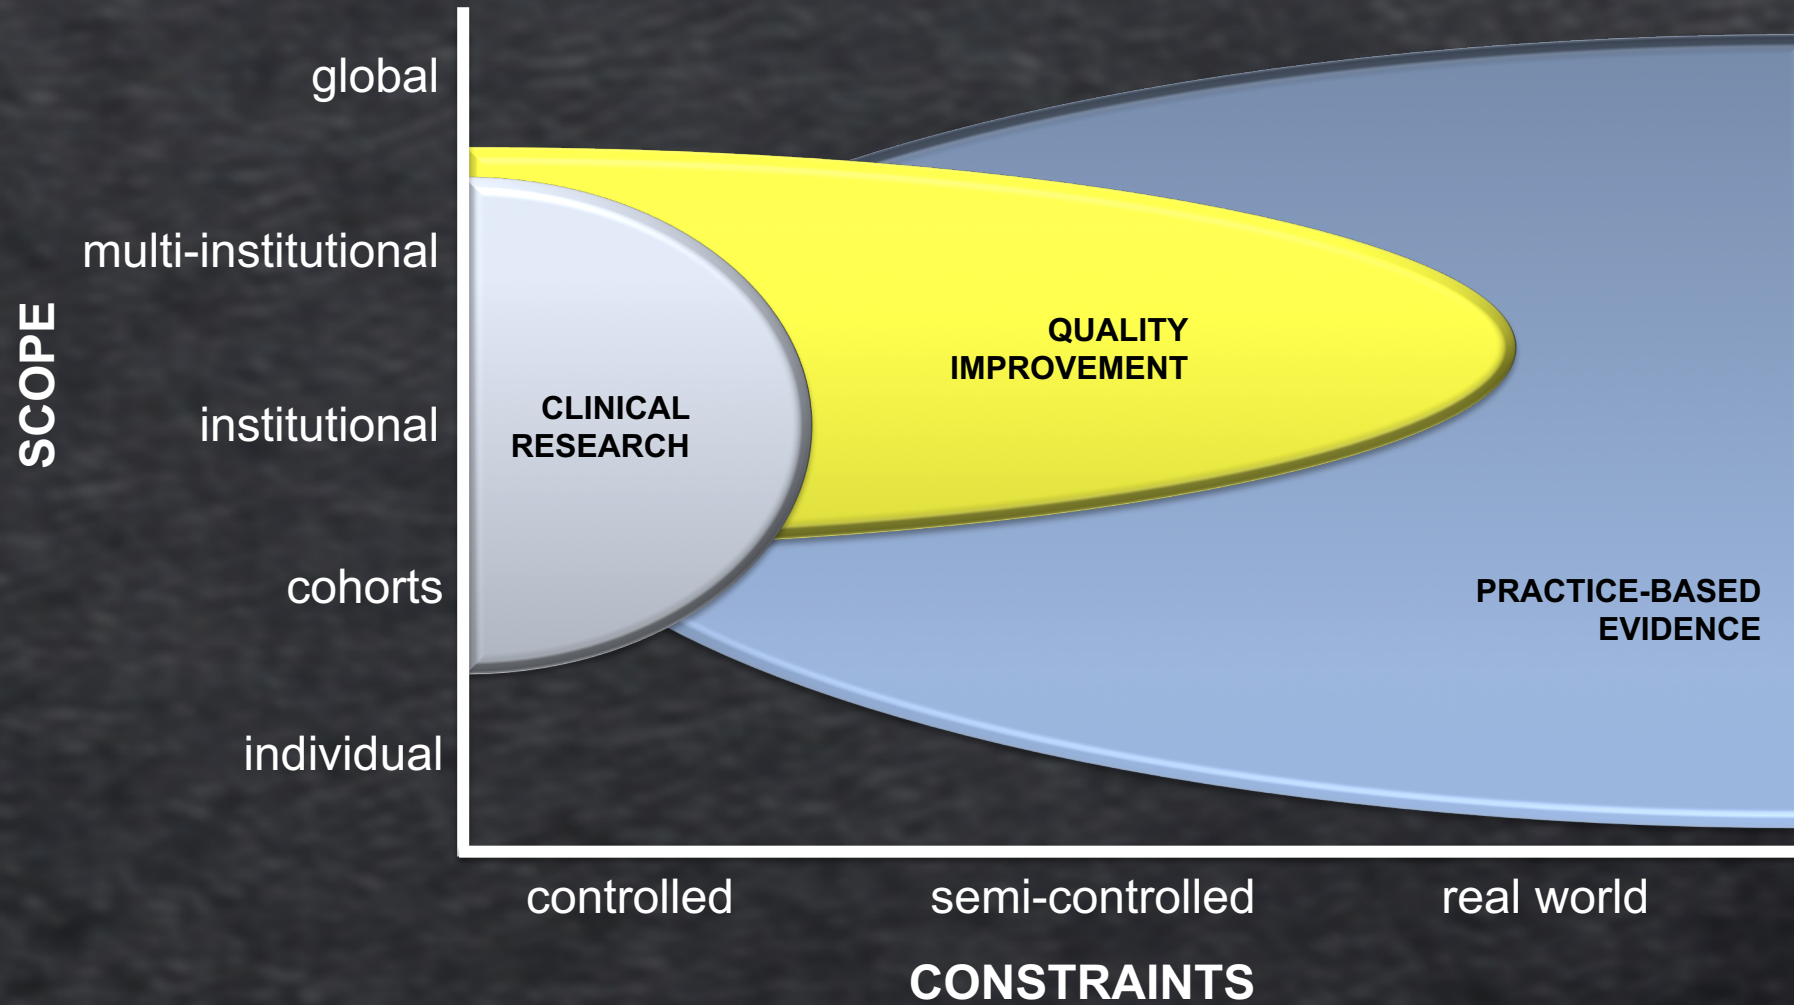 global
multi-institutional
SCOPE
institutional
cohorts
individual
CLINICAL
RESEARCH
QUALITY
IMPROVEMENT
PRACTICE-BASED
EVIDENCE
controlled
semi-controlled
real world
CONSTRAINTS